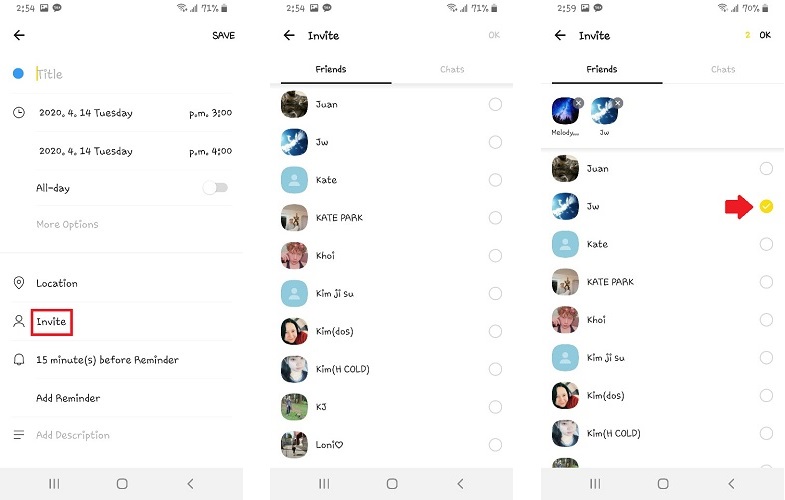 2:54 71%
SAVE
Title
2020. 4. 14 Tuesday p.m. 3:00
2020. 4. 14 Tuesday p.m. 4:00
All-day
More Options
Location
Invite
15 minute(s) before Reminder
Add Reminder
Add Description
2:54 71%
Invite OK
Friends Chats
Juan
Jw
Kate
KATE PARK
Khoi
Kim ji su
Kim(dos)
Kim(H COLD)
KJ
Loni♡
2:59 70%
Invite 2 OK
Friends Chats
Melody... Jw
Juan
Jw
Kate
KATE PARK
Khoi
Kim ji su
Kim(dos)
Kim(H COLD)